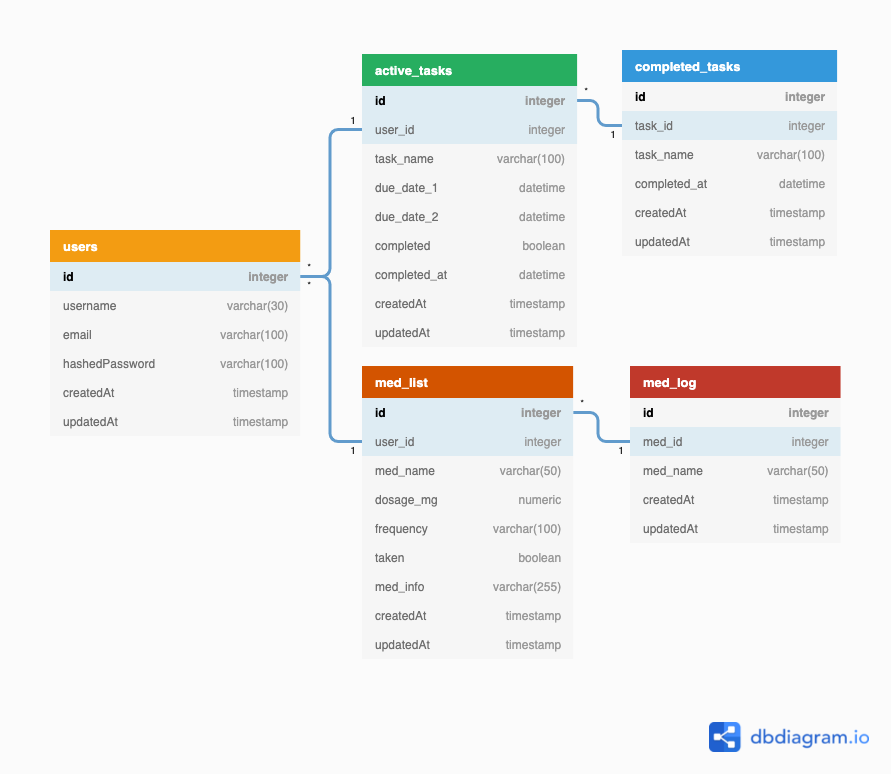 active_tasks
id integer
user_id integer
task_name varchar(100)
due_date_1 datetime
due_date_2 datetime
completed boolean
completed_at datetime
createdAt timestamp
updatedAt timestamp
completed_tasks
id integer
task_id integer
task_name varchar(100)
completed_at datetime
createdAt timestamp
updatedAt timestamp
* 1
1
users
id integer
username varchar(30)
email varchar(100)
hashedPassword varchar(100)
createdAt timestamp
updatedAt timestamp
*
*
1
med_list
id integer
user_id integer
med_name varchar(50)
dosage_mg numeric
frequency varchar(100)
taken boolean
med_info varchar(255)
createdAt timestamp
updatedAt timestamp
* 1
med_log
id integer
med_id integer
med_name varchar(50)
createdAt timestamp
updatedAt timestamp
dbdiagram.io